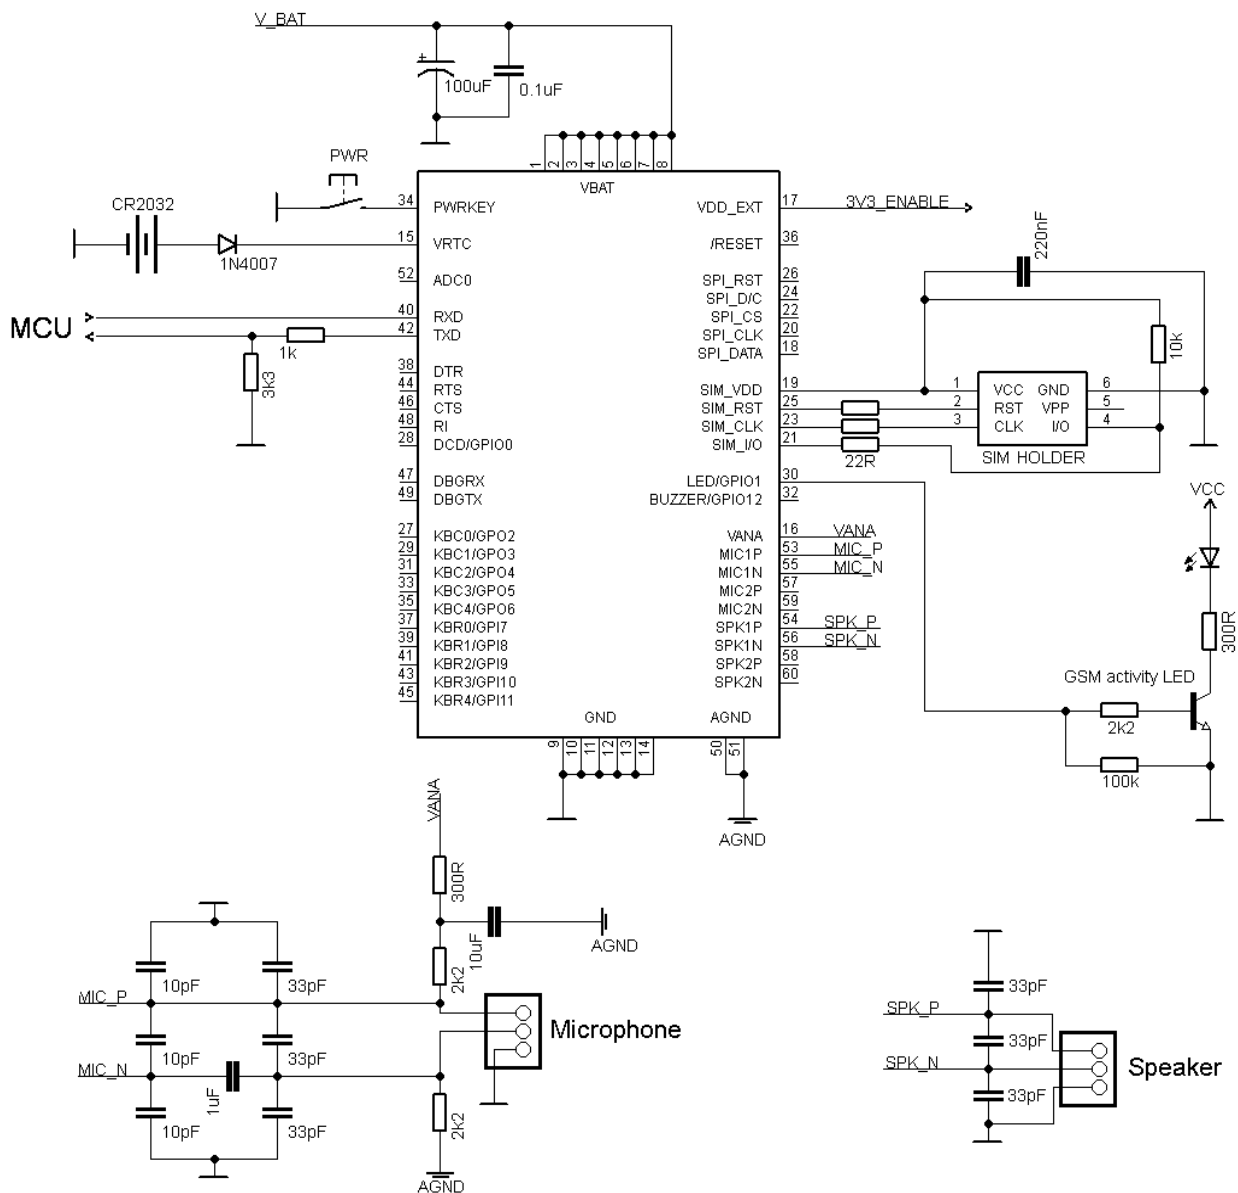 V_BAT
+
100uF
0.1uF
1 2 3 4 5 6 7 8
VBAT
PWR
34 PWRKEY
CR2032
1N4007
15 VRTC
52 ADC0
MCU
40 RXD
42 TXD
1k
3k3
38 DTR
44 RTS
46 CTS
48 RI
28 DCD/GPIO0
47 DBGRX
49 DBGTX
27 KBC0/GPO2
29 KBC1/GPO3
31 KBC2/GPO4
33 KBC3/GPO5
35 KBC4/GPO6
37 KBR0/GPI7
39 KBR1/GPI8
41 KBR2/GPI9
43 KBR3/GPI10
45 KBR4/GPI11
VDD_EXT 17 3V3_ENABLE
/RESET 36
SPI_RST 26
SPI_D/C 24
SPI_CS 22
SPI_CLK 20
SPI_DATA 18
SIM_VDD 19
SIM_RST 25
SIM_CLK 23
SIM_I/O 21
22R
220nF
10k
1 VCC GND 6
2 RST VPP 5
3 CLK I/O 4
SIM HOLDER
LED/GPIO1 30
BUZZER/GPIO12 32
VANA 16 VANA
MIC1P 53 MIC_P
MIC1N 55 MIC_N
MIC2P 57
MIC2N 59
SPK1P 54 SPK_P
SPK1N 56 SPK_N
SPK2P 58
SPK2N 60
GND AGND
9 10 11 12 13 14
50 51
AGND
VCC
300R
GSM activity LED
2k2
100k
VANA
300R
10uF
AGND
2k2
10pF 33pF
MIC_P
10pF 33pF
MIC_N
1uF
10pF 33pF
Microphone
2k2
AGND
33pF
SPK_P
33pF
SPK_N
33pF
Speaker